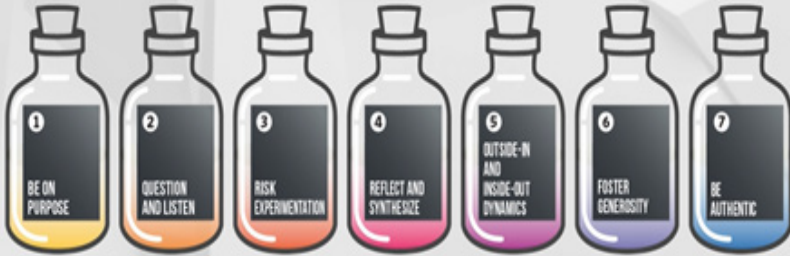 1
BE ON
PURPOSE
2
QUESTION
AND LISTEN
3
RISK
EXPERIMENTATION
4
REFLECT AND
SYNTHESIZE
5
OUTSIDE-IN
AND
INSIDE-OUT
DYNAMICS
6
FOSTER
GENEROSITY
7
BE
AUTHENTIC